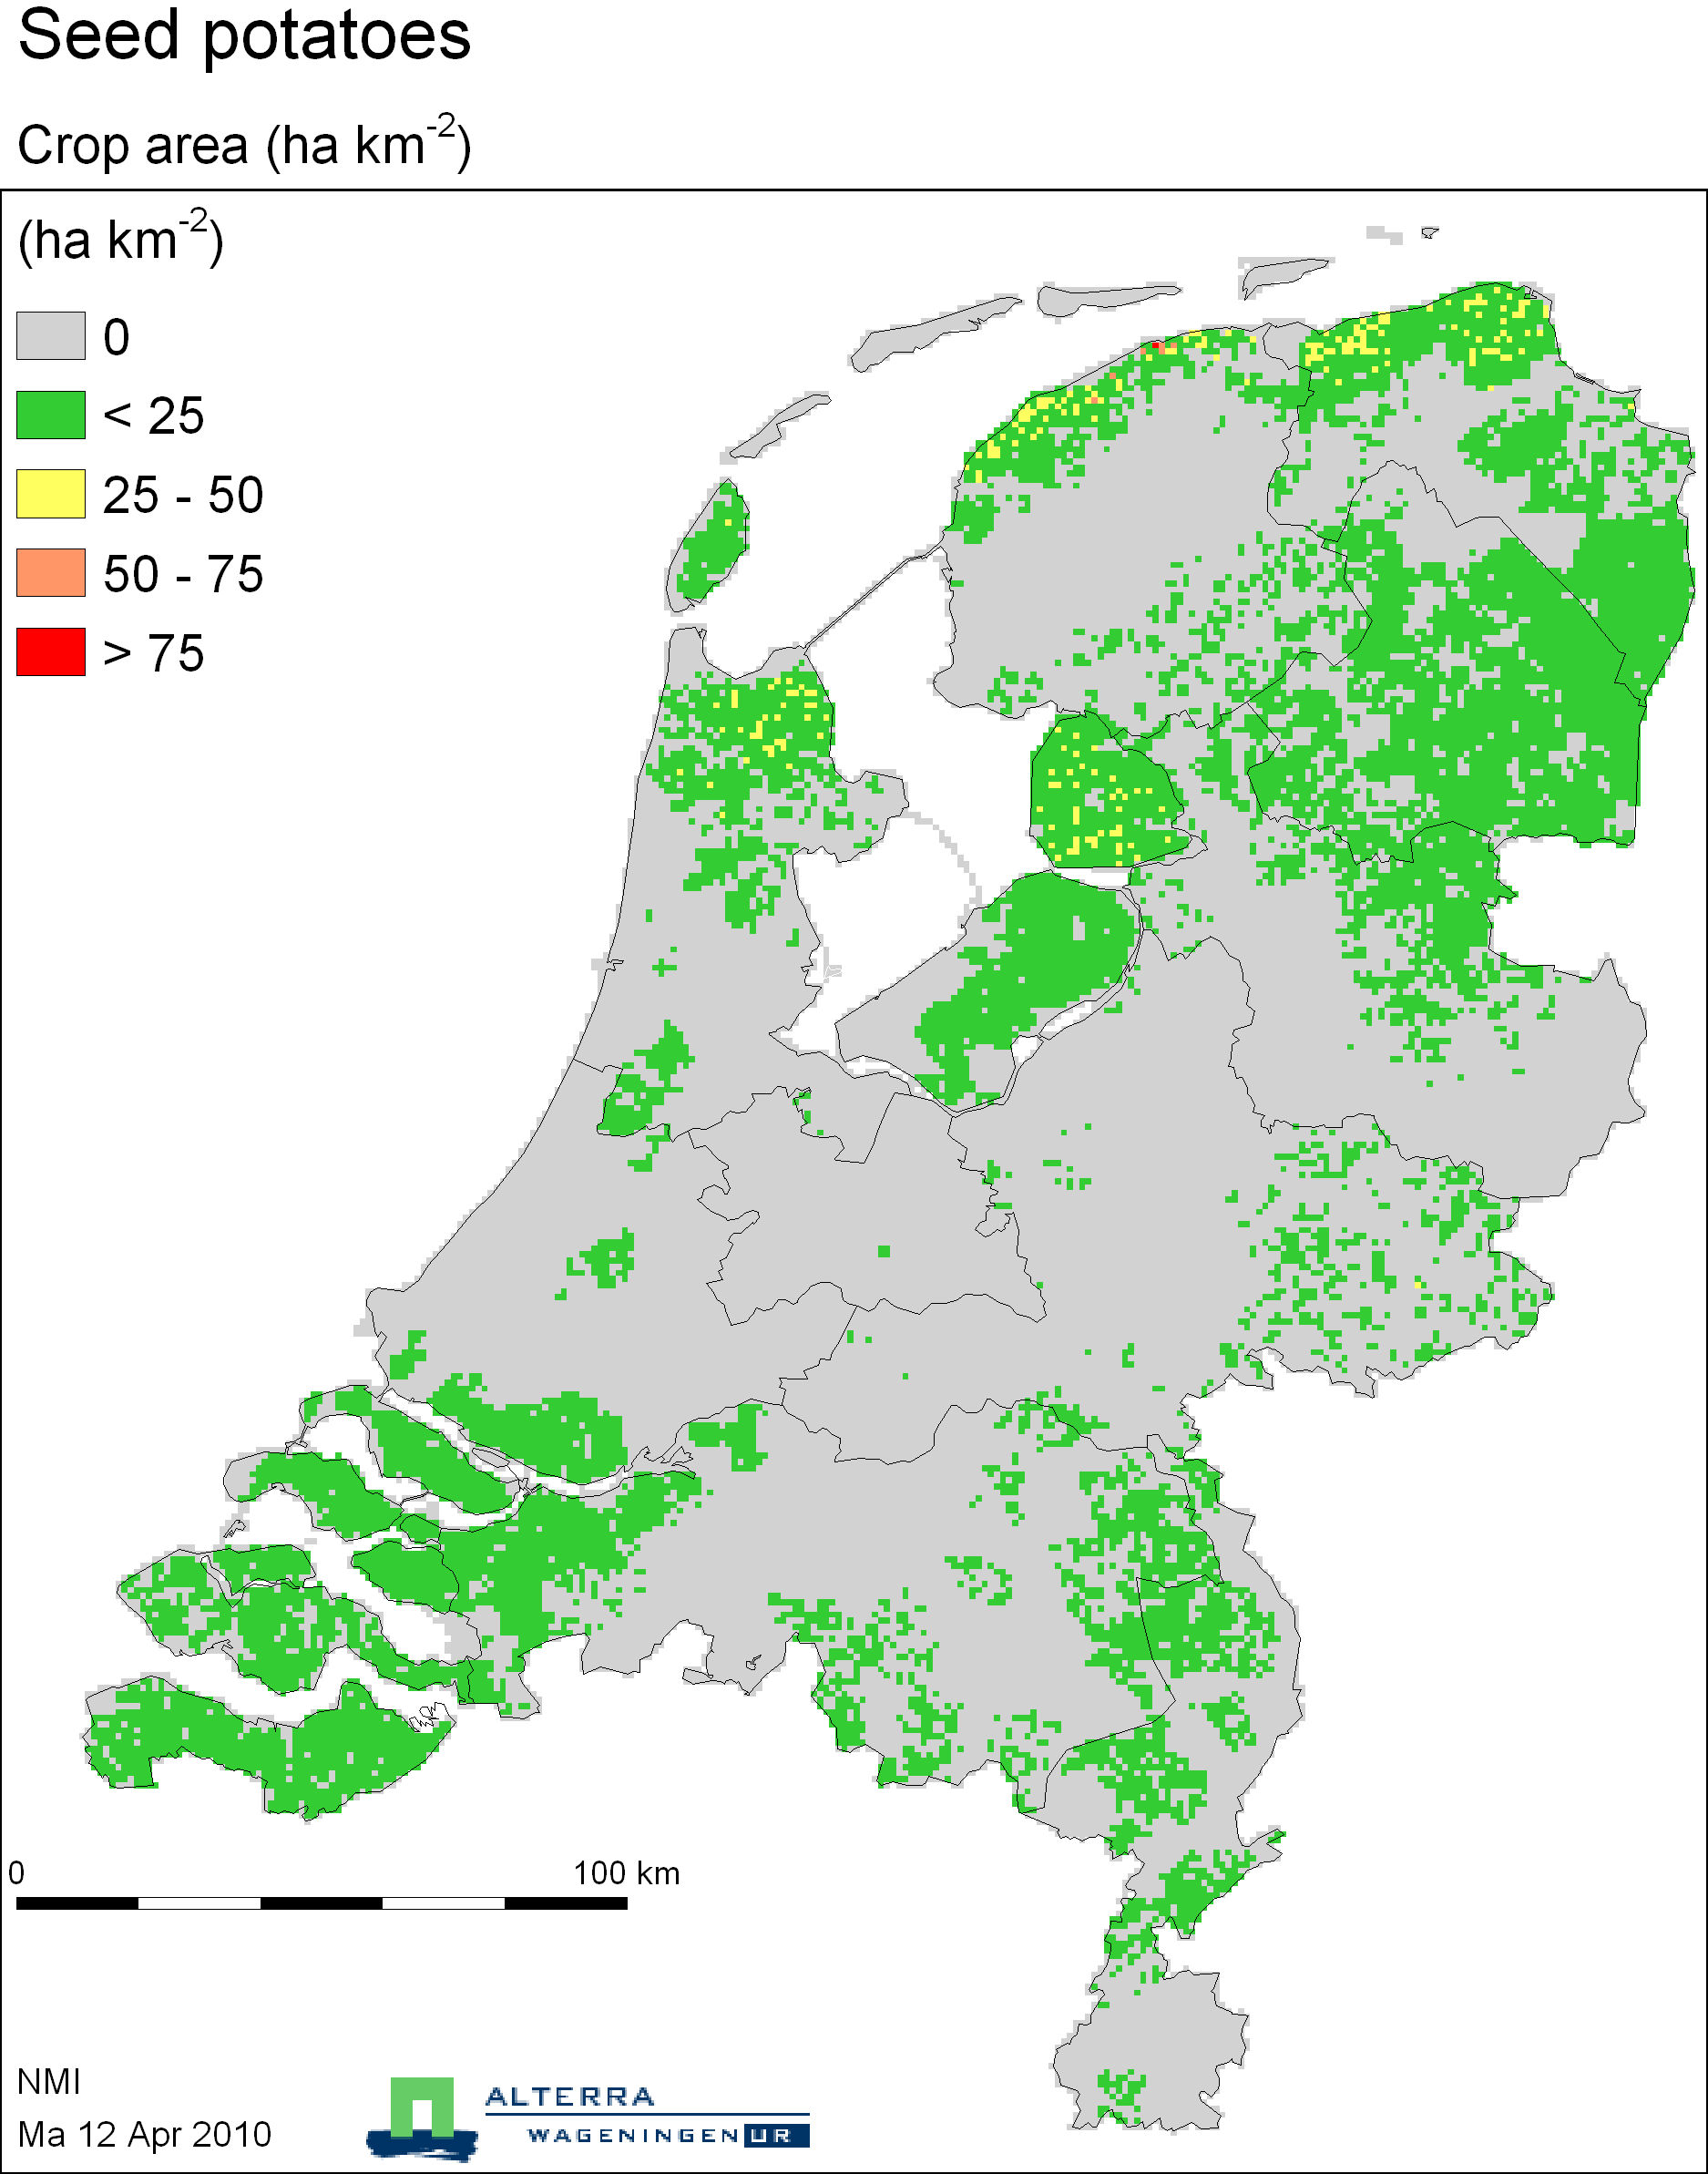 Seed potatoes
Crop area (ha km⁻²)
(ha km⁻²)
0
< 25
25 - 50
50 - 75
> 75
0 100 km
NMI
Ma 12 Apr 2010
ALTERRA
WAGENINGEN UR